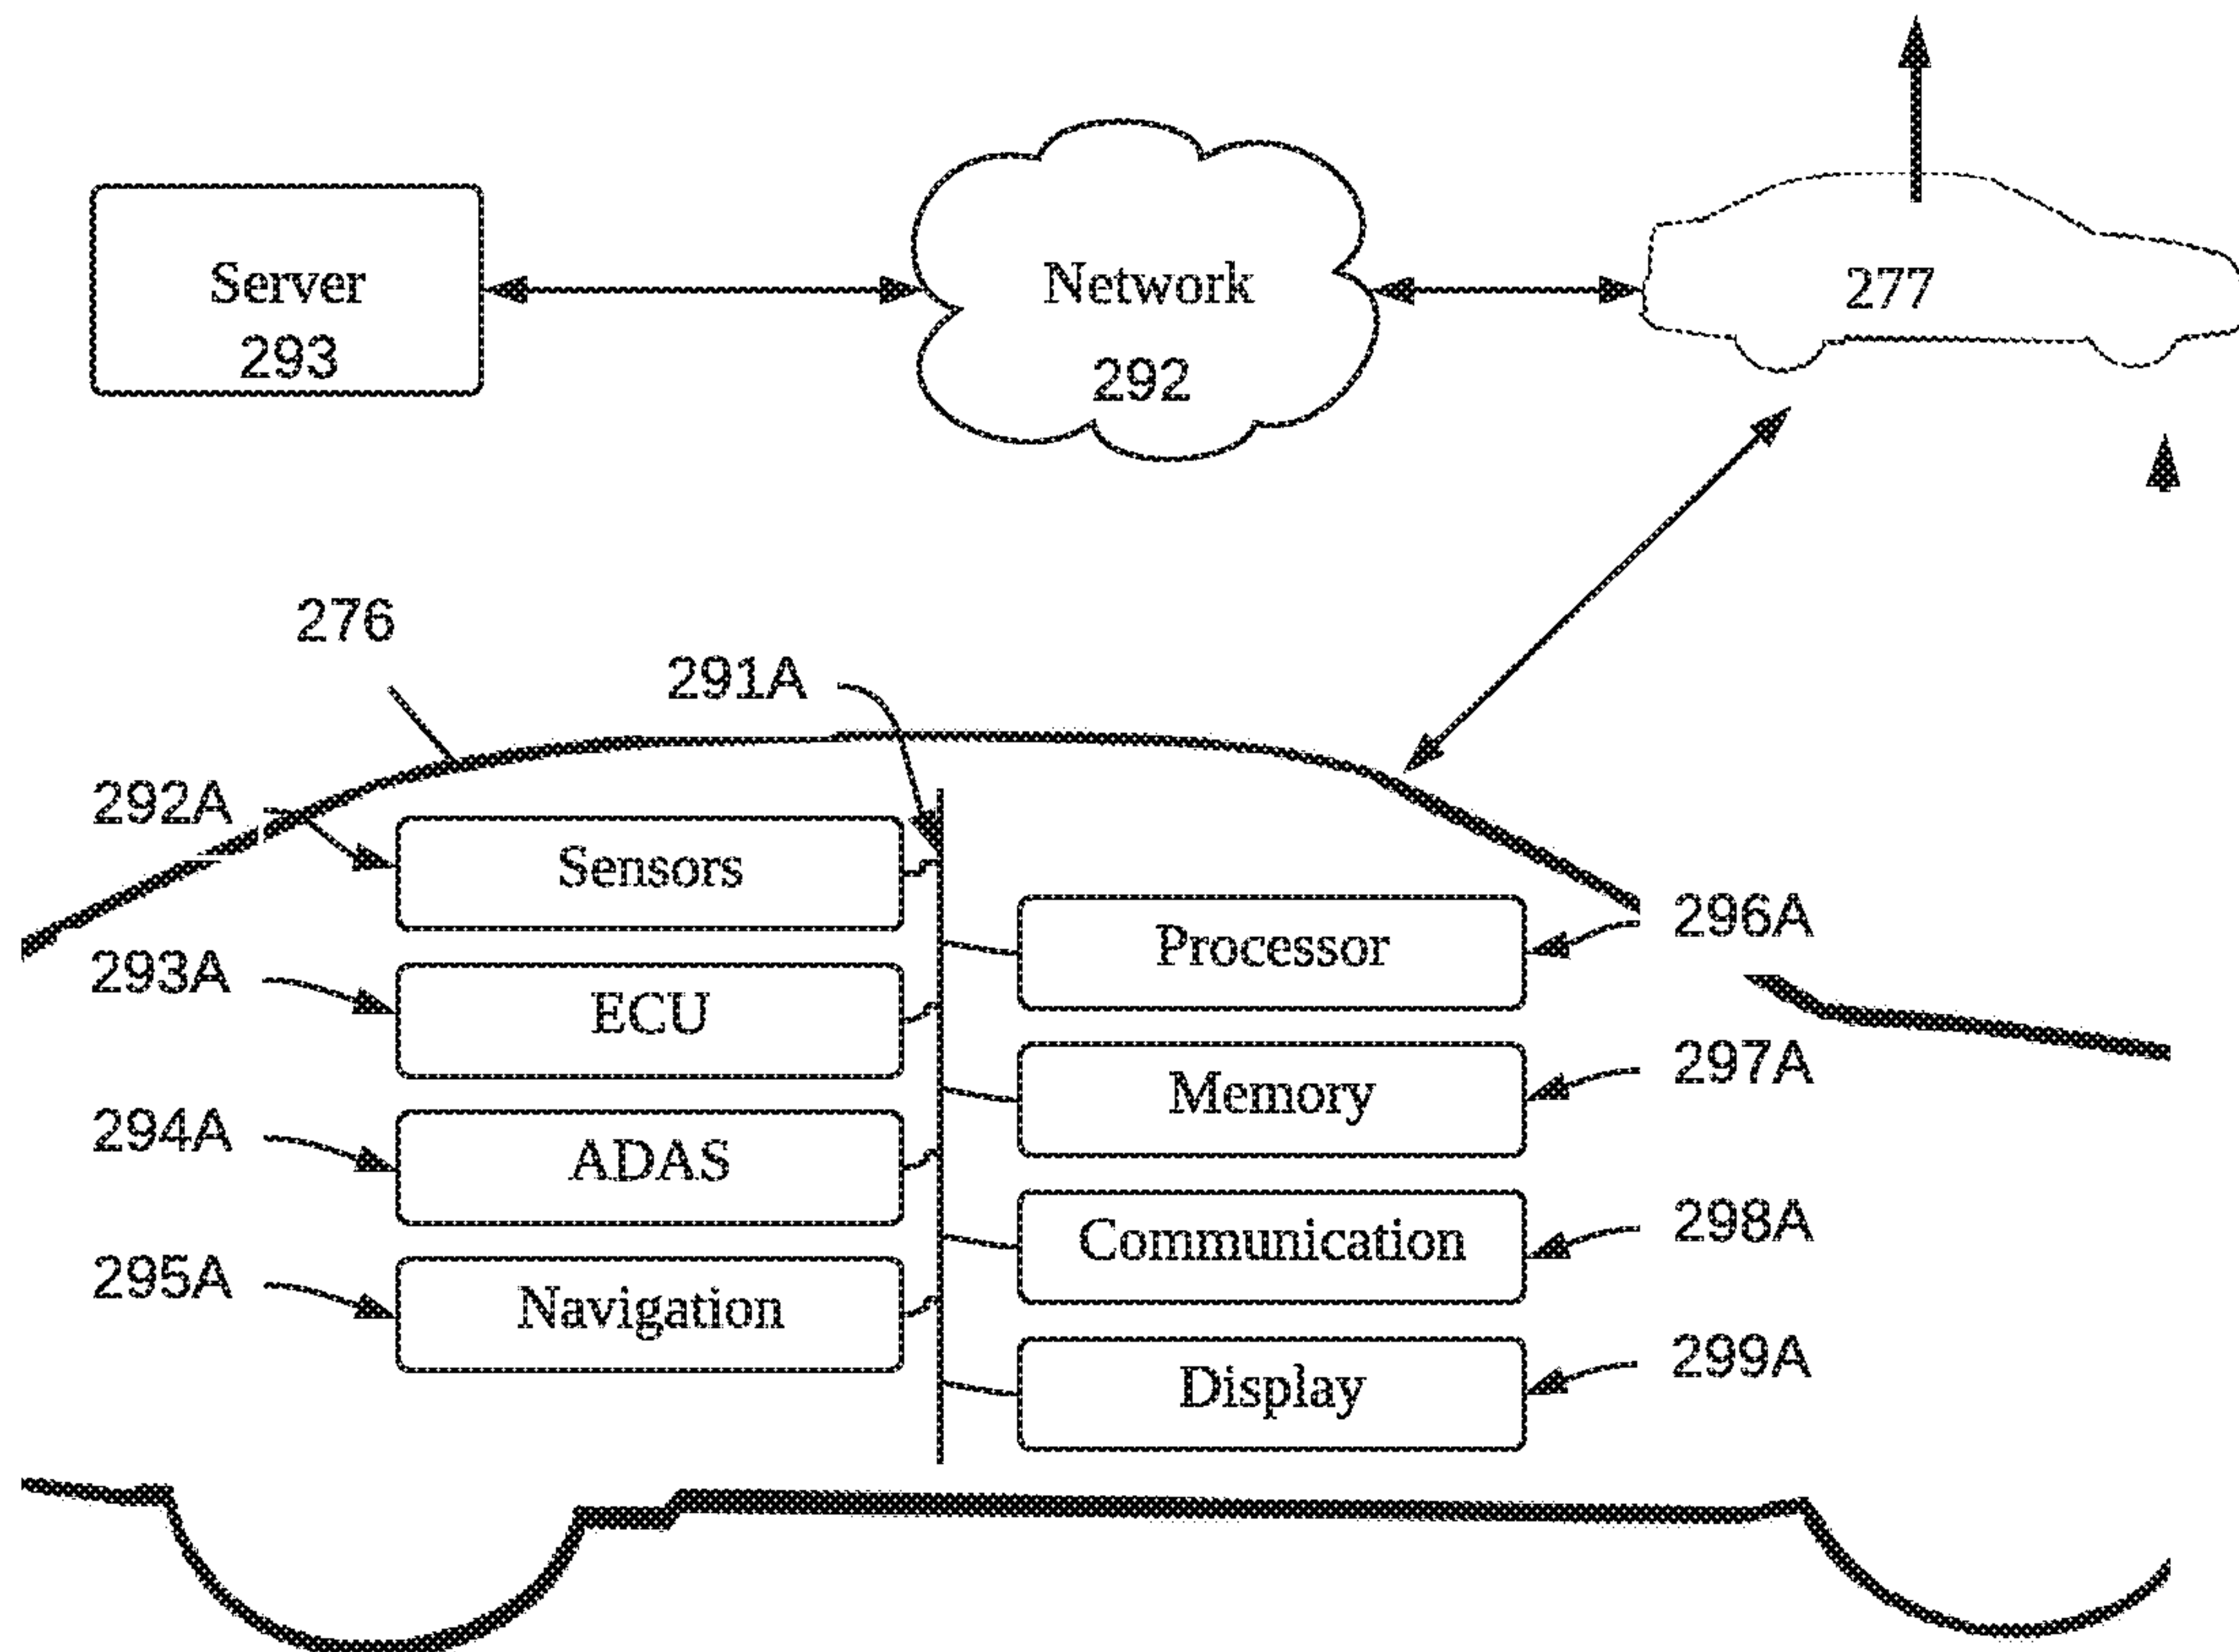 Server
293
Network
292
277
276
291A
292A
Sensors
296A
Processor
293A
ECU
297A
Memory
294A
ADAS
298A
Communication
295A
Navigation
299A
Display